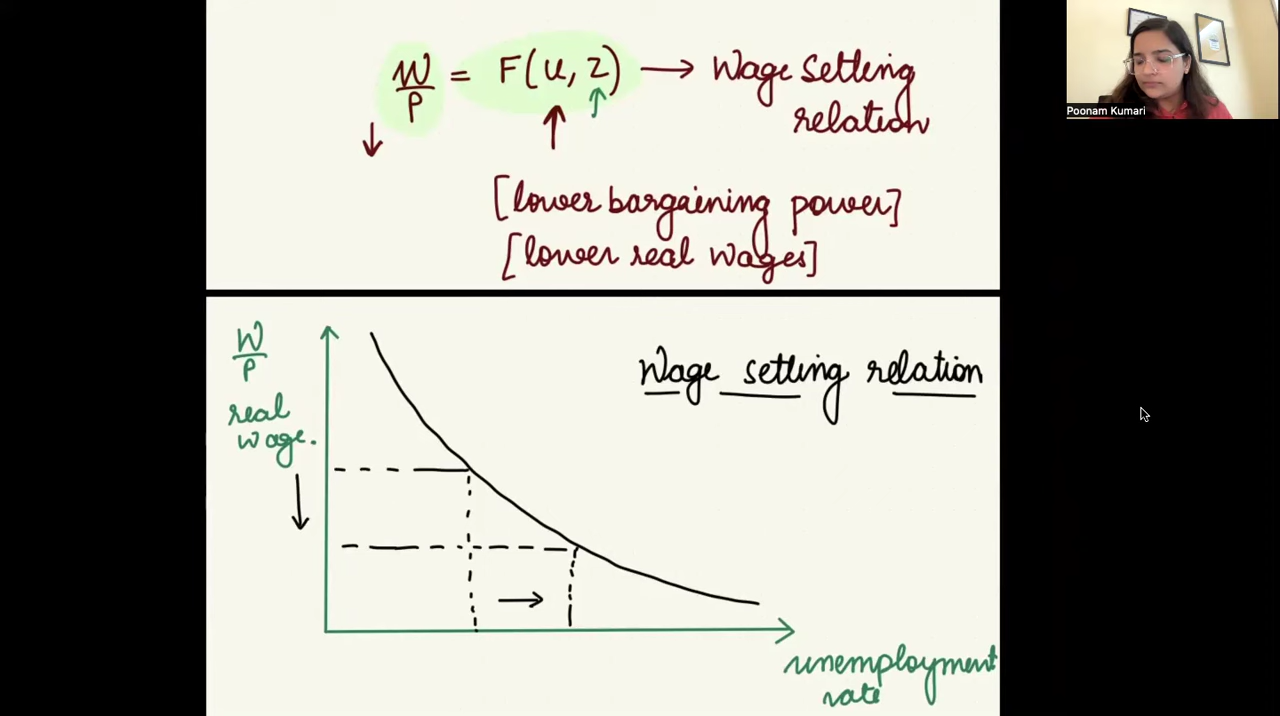 W/P = F(u, z) → Wage Setting
relation
↓ ↑ ↑
[lower bargaining power]
[lower real wages]
W/P
real
wage.
↓
Wage setting relation
→
unemployment
rate
Poonam Kumari